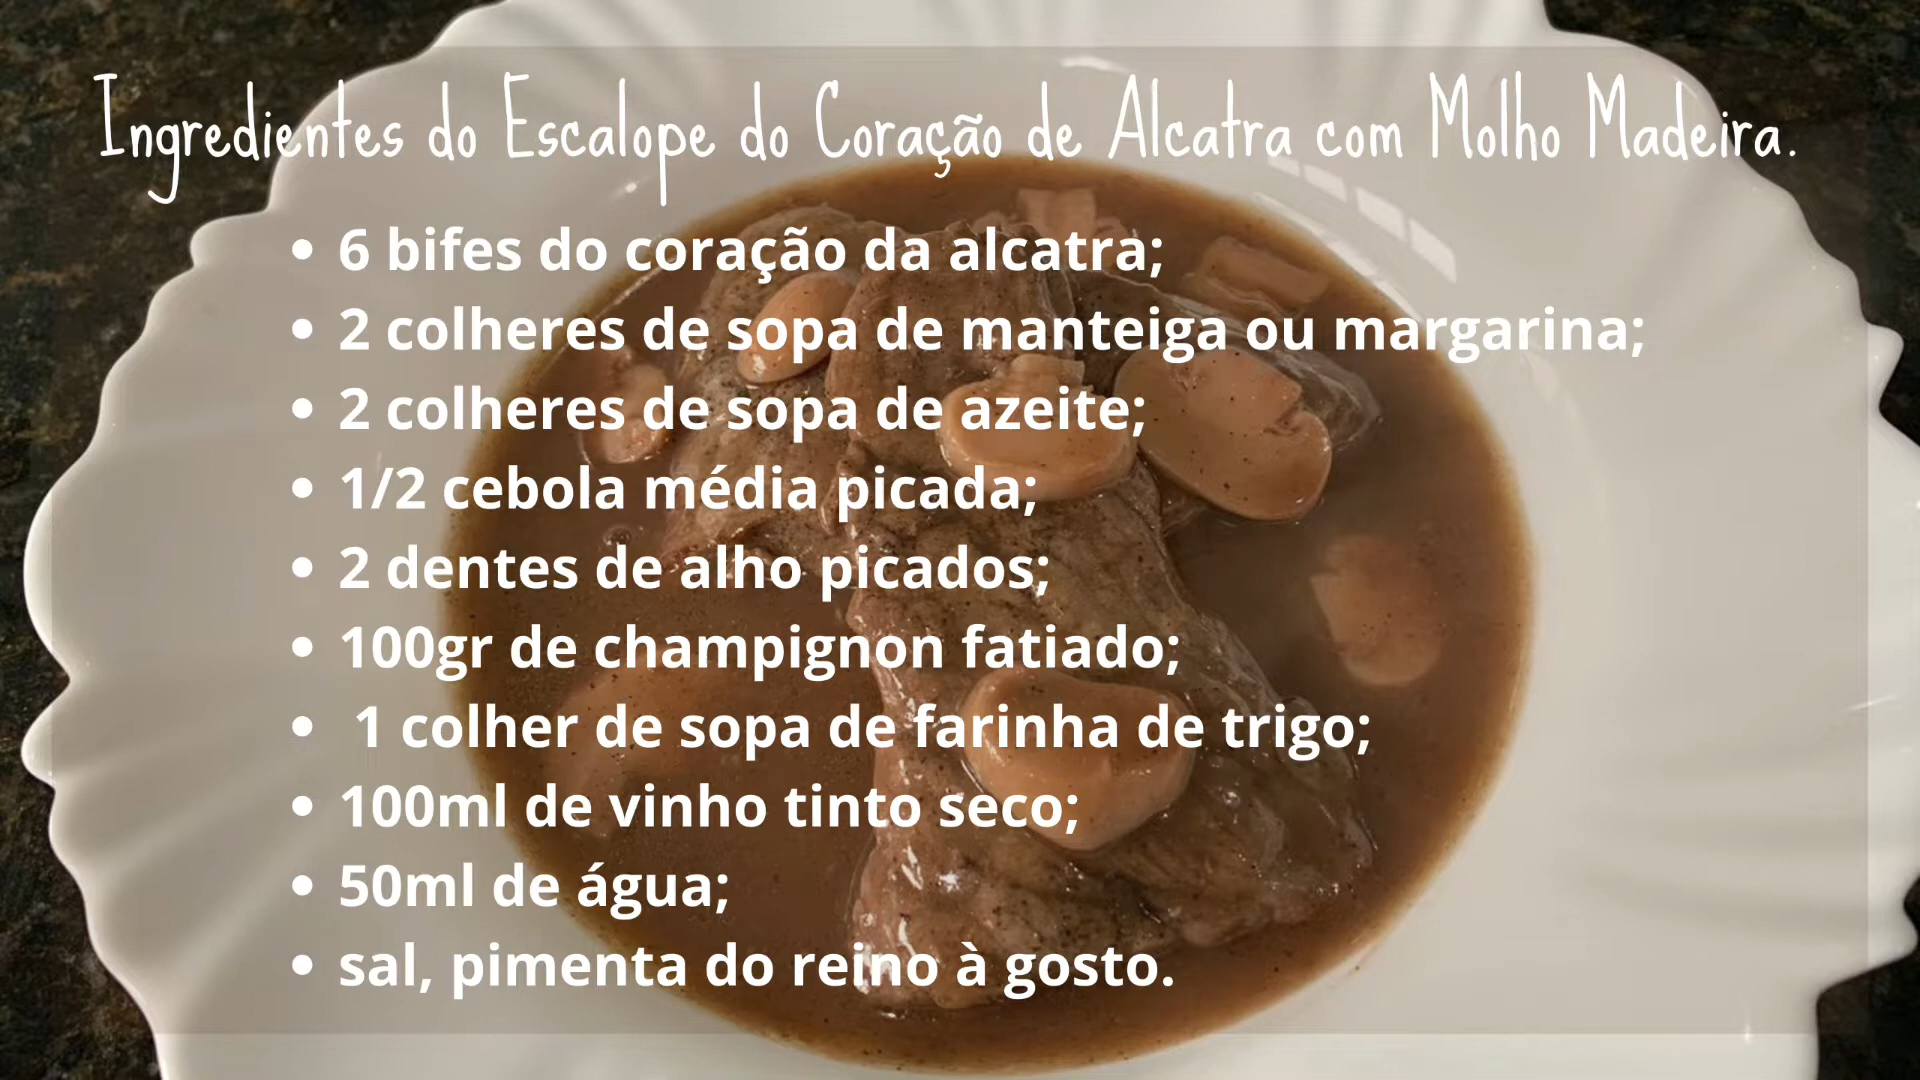 Ingredientes do Escalope do Coração de Alcatra com Molho Madeira.
• 6 bifes do coração da alcatra;
• 2 colheres de sopa de manteiga ou margarina;
• 2 colheres de sopa de azeite;
• 1/2 cebola média picada;
• 2 dentes de alho picados;
• 100gr de champignon fatiado;
• 1 colher de sopa de farinha de trigo;
• 100ml de vinho tinto seco;
• 50ml de água;
• sal, pimenta do reino à gosto.